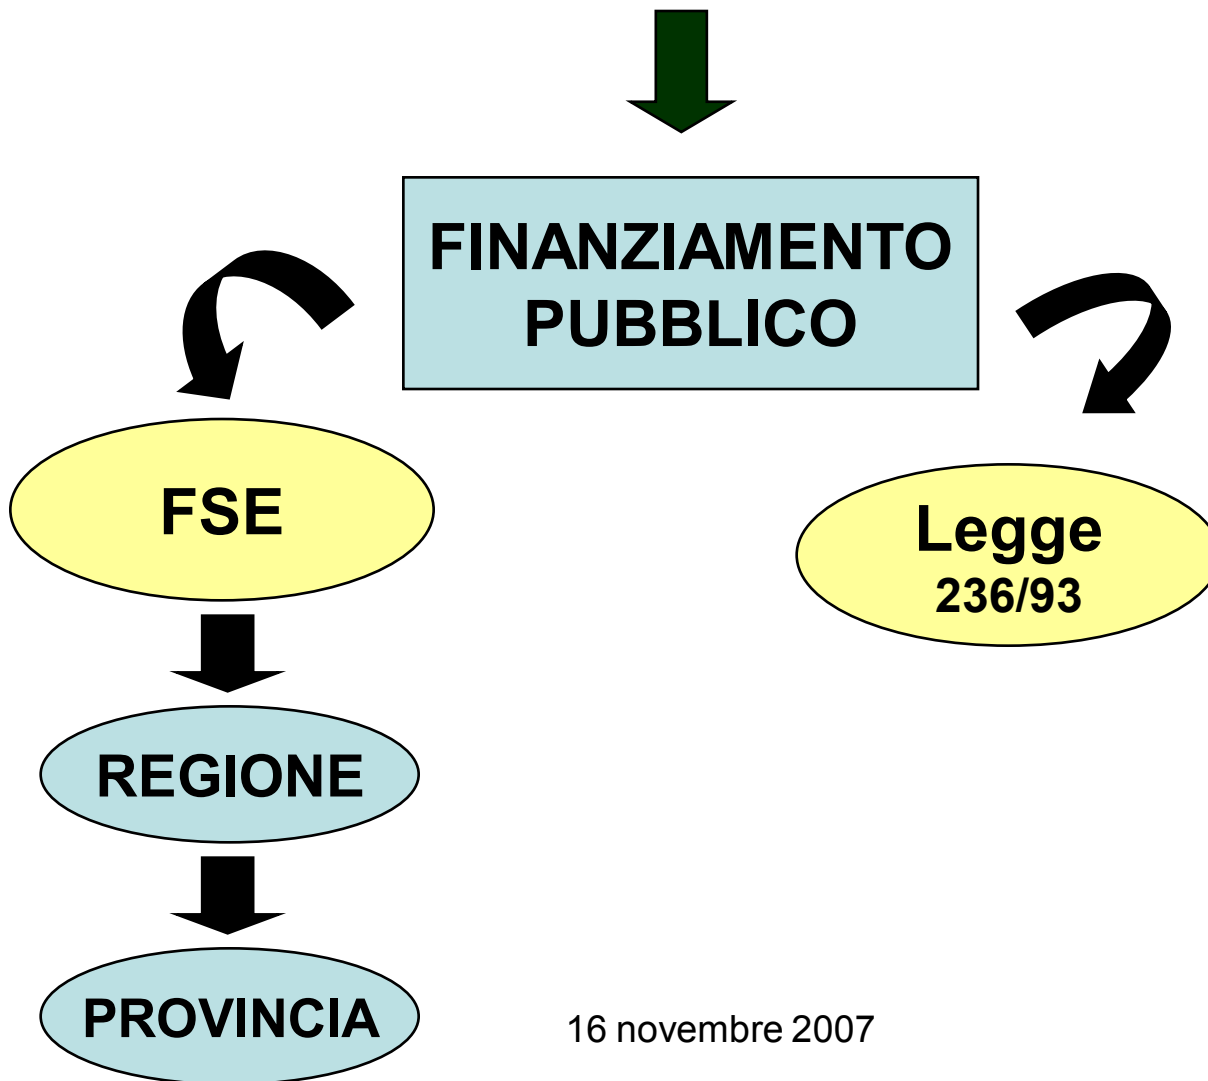 FINANZIAMENTO
PUBBLICO
FSE
Legge
236/93
REGIONE
PROVINCIA
16 novembre 2007